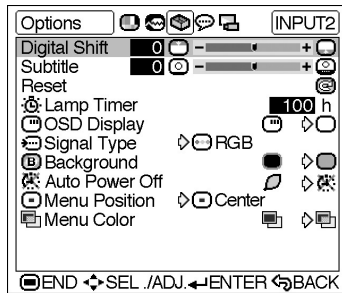 Options INPUT2
Digital Shift 0 - +
Subtitle 0 - +
Reset
Lamp Timer 100 h
OSD Display
Signal Type RGB
B Background
Auto Power Off
Menu Position Center
Menu Color
END SEL./ADJ. ENTER BACK